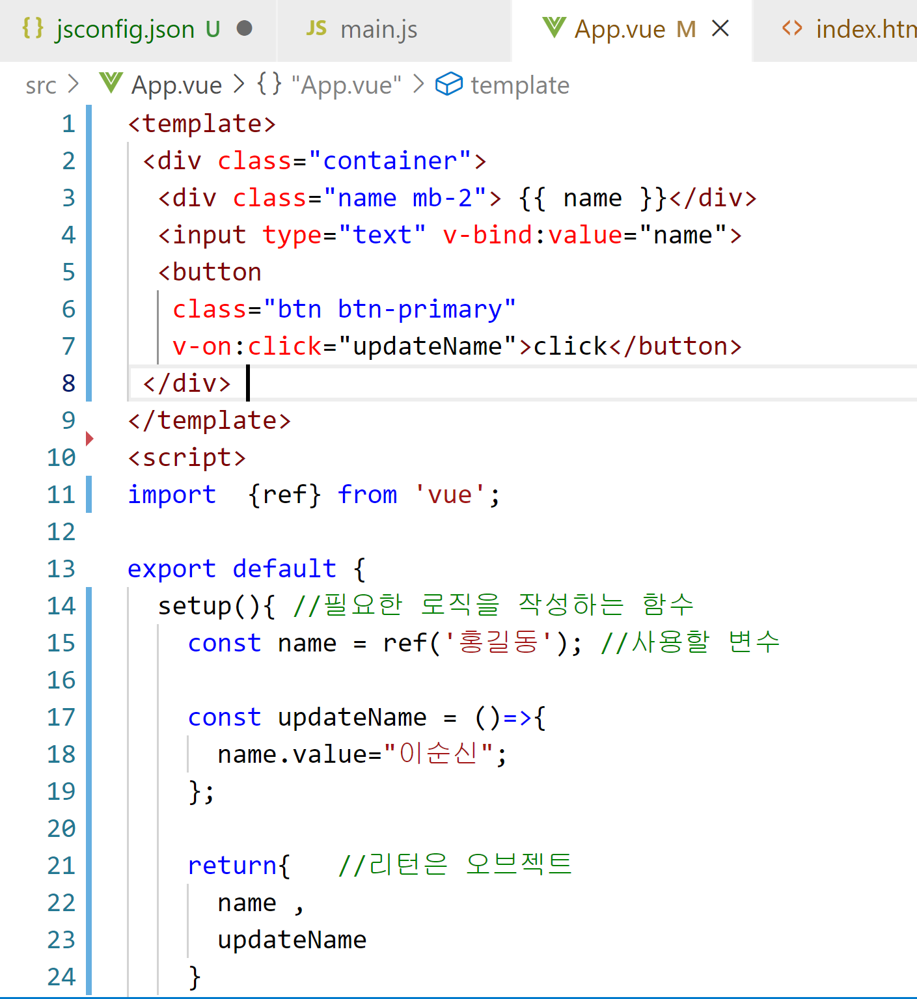 { } jsconfig.json U ● JS main.js App.vue M × <> index.htm
src > App.vue > {} "App.vue" > template
1 <template>
2 <div class="container">
3 <div class="name mb-2"> {{ name }}</div>
4 <input type="text" v-bind:value="name">
5 <button
6 class="btn btn-primary"
7 v-on:click="updateName">click</button>
8 </div>
9 </template>
10 <script>
11 import  {ref} from 'vue';
12
13 export default {
14 setup(){ //필요한 로직을 작성하는 함수
15 const name = ref('홍길동'); //사용할 변수
16
17 const updateName = ()=>{
18 name.value="이순신";
19 };
20
21 return{   //리턴은 오브젝트
22 name ,
23 updateName
24 }